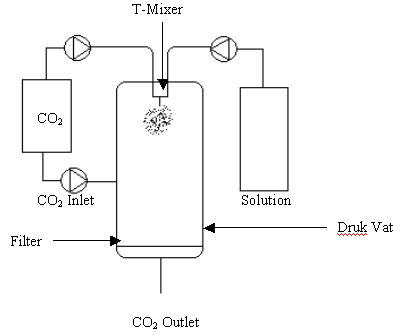 T-Mixer
CO₂
CO₂ Inlet
Solution
Druk Vat
Filter
CO₂ Outlet